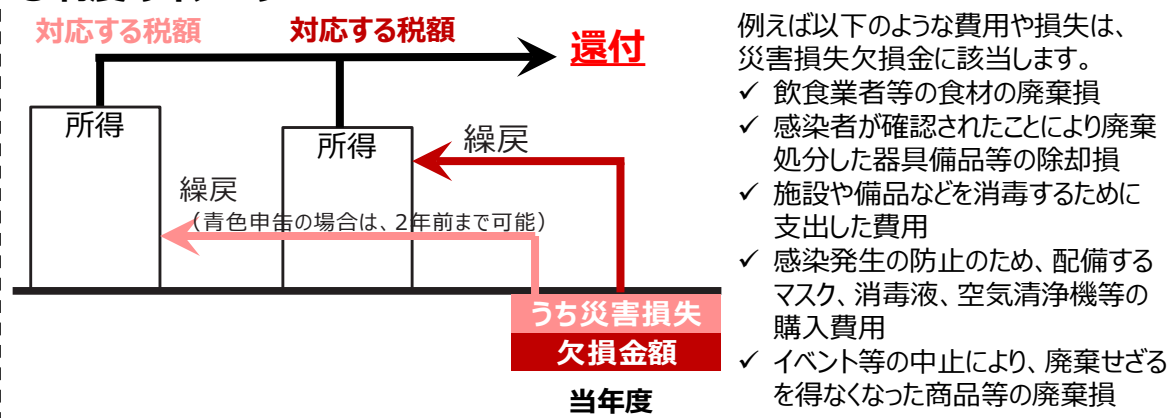 対応する税額
対応する税額
還付
所得
所得
繰戻
繰戻
（青色申告の場合は、2年前まで可能）
うち災害損失
欠損金額
当年度
例えば以下のような費用や損失は、
災害損失欠損金に該当します。
✓ 飲食業者等の食材の廃棄損
✓ 感染者が確認されたことにより廃棄
処分した器具備品等の除却損
✓ 施設や備品などを消毒するために
支出した費用
✓ 感染発生の防止のため、配備する
マスク、消毒液、空気清浄機等の
購入費用
✓ イベント等の中止により、廃棄せざる
を得なくなった商品等の廃棄損